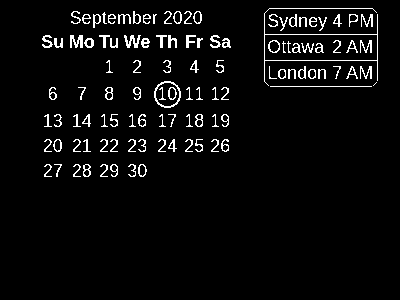 September 2020
Su Mo Tu We Th Fr Sa
1 2 3 4 5
6 7 8 9 10 11 12
13 14 15 16 17 18 19
20 21 22 23 24 25 26
27 28 29 30
Sydney 4 PM
Ottawa 2 AM
London 7 AM